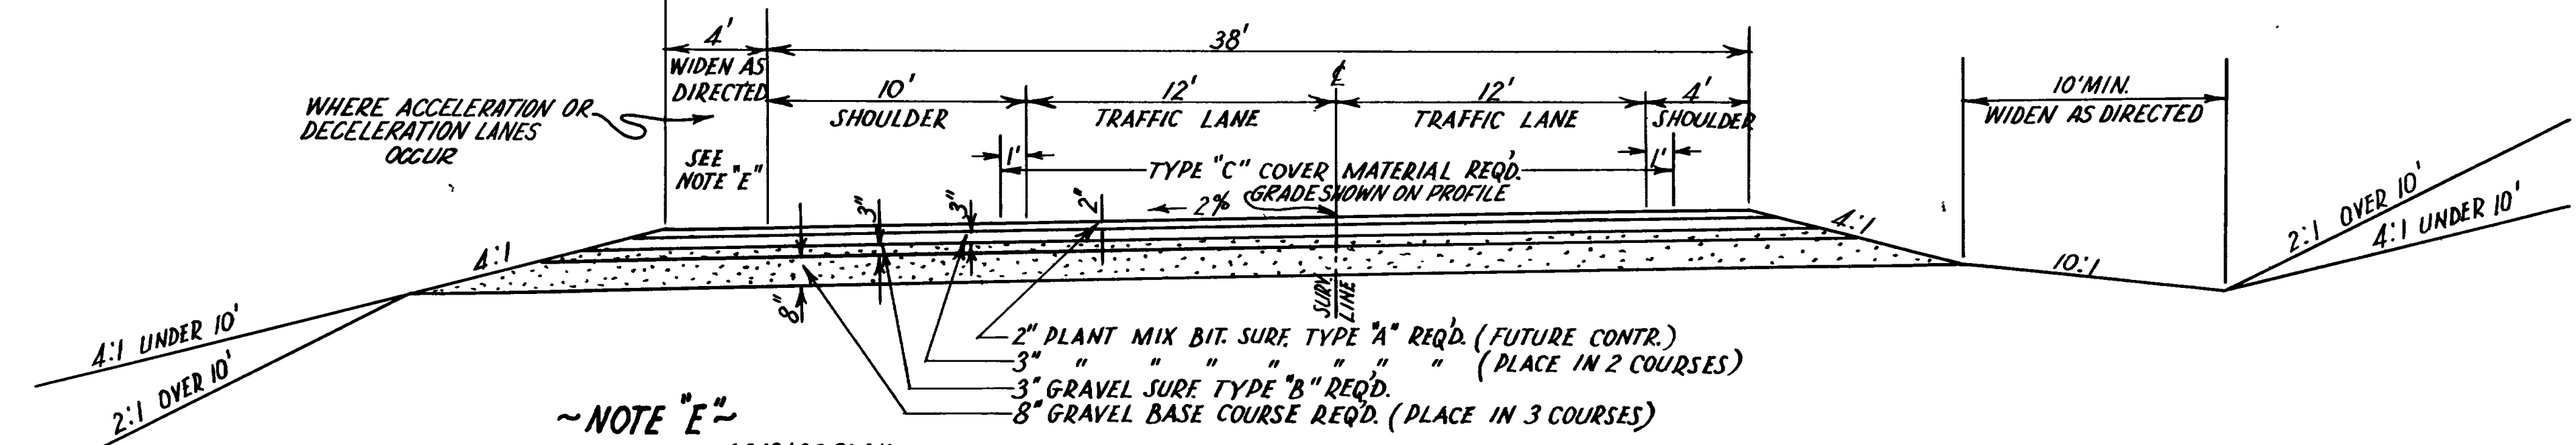 4'
38'
WIDEN AS
DIRECTED
℄
10'
12'
12'
4'
10' MIN.
WHERE ACCELERATION OR
DECELERATION LANES
OCCUR
SHOULDER
TRAFFIC LANE
TRAFFIC LANE
SHOULDER
WIDEN AS DIRECTED
SEE
NOTE "E"
1'
TYPE "C" COVER MATERIAL REQ'D.
1'
3"
3"
2"
2%
GRADE SHOWN ON PROFILE
4:1
4:1
10:1
2:1 OVER 10'
4:1 UNDER 10'
8"
SURV.
LINE
4:1 UNDER 10'
2:1 OVER 10'
2" PLANT MIX BIT. SURF. TYPE "A" REQ'D. (FUTURE CONTR.)
3" " " " " " " " (PLACE IN 2 COURSES)
3" GRAVEL SURF. TYPE "B" REQ'D.
8" GRAVEL BASE COURSE REQ'D. (PLACE IN 3 COURSES)
~NOTE "E"~